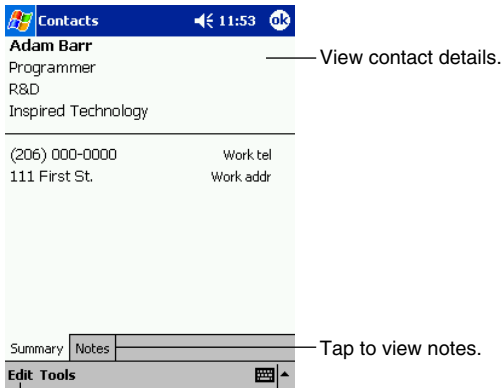 Contacts 11:53 ok
Adam Barr
Programmer
R&D
Inspired Technology
View contact details.
(206) 000-0000 Work tel
111 First St. Work addr
Summary Notes
Tap to view notes.
Edit Tools